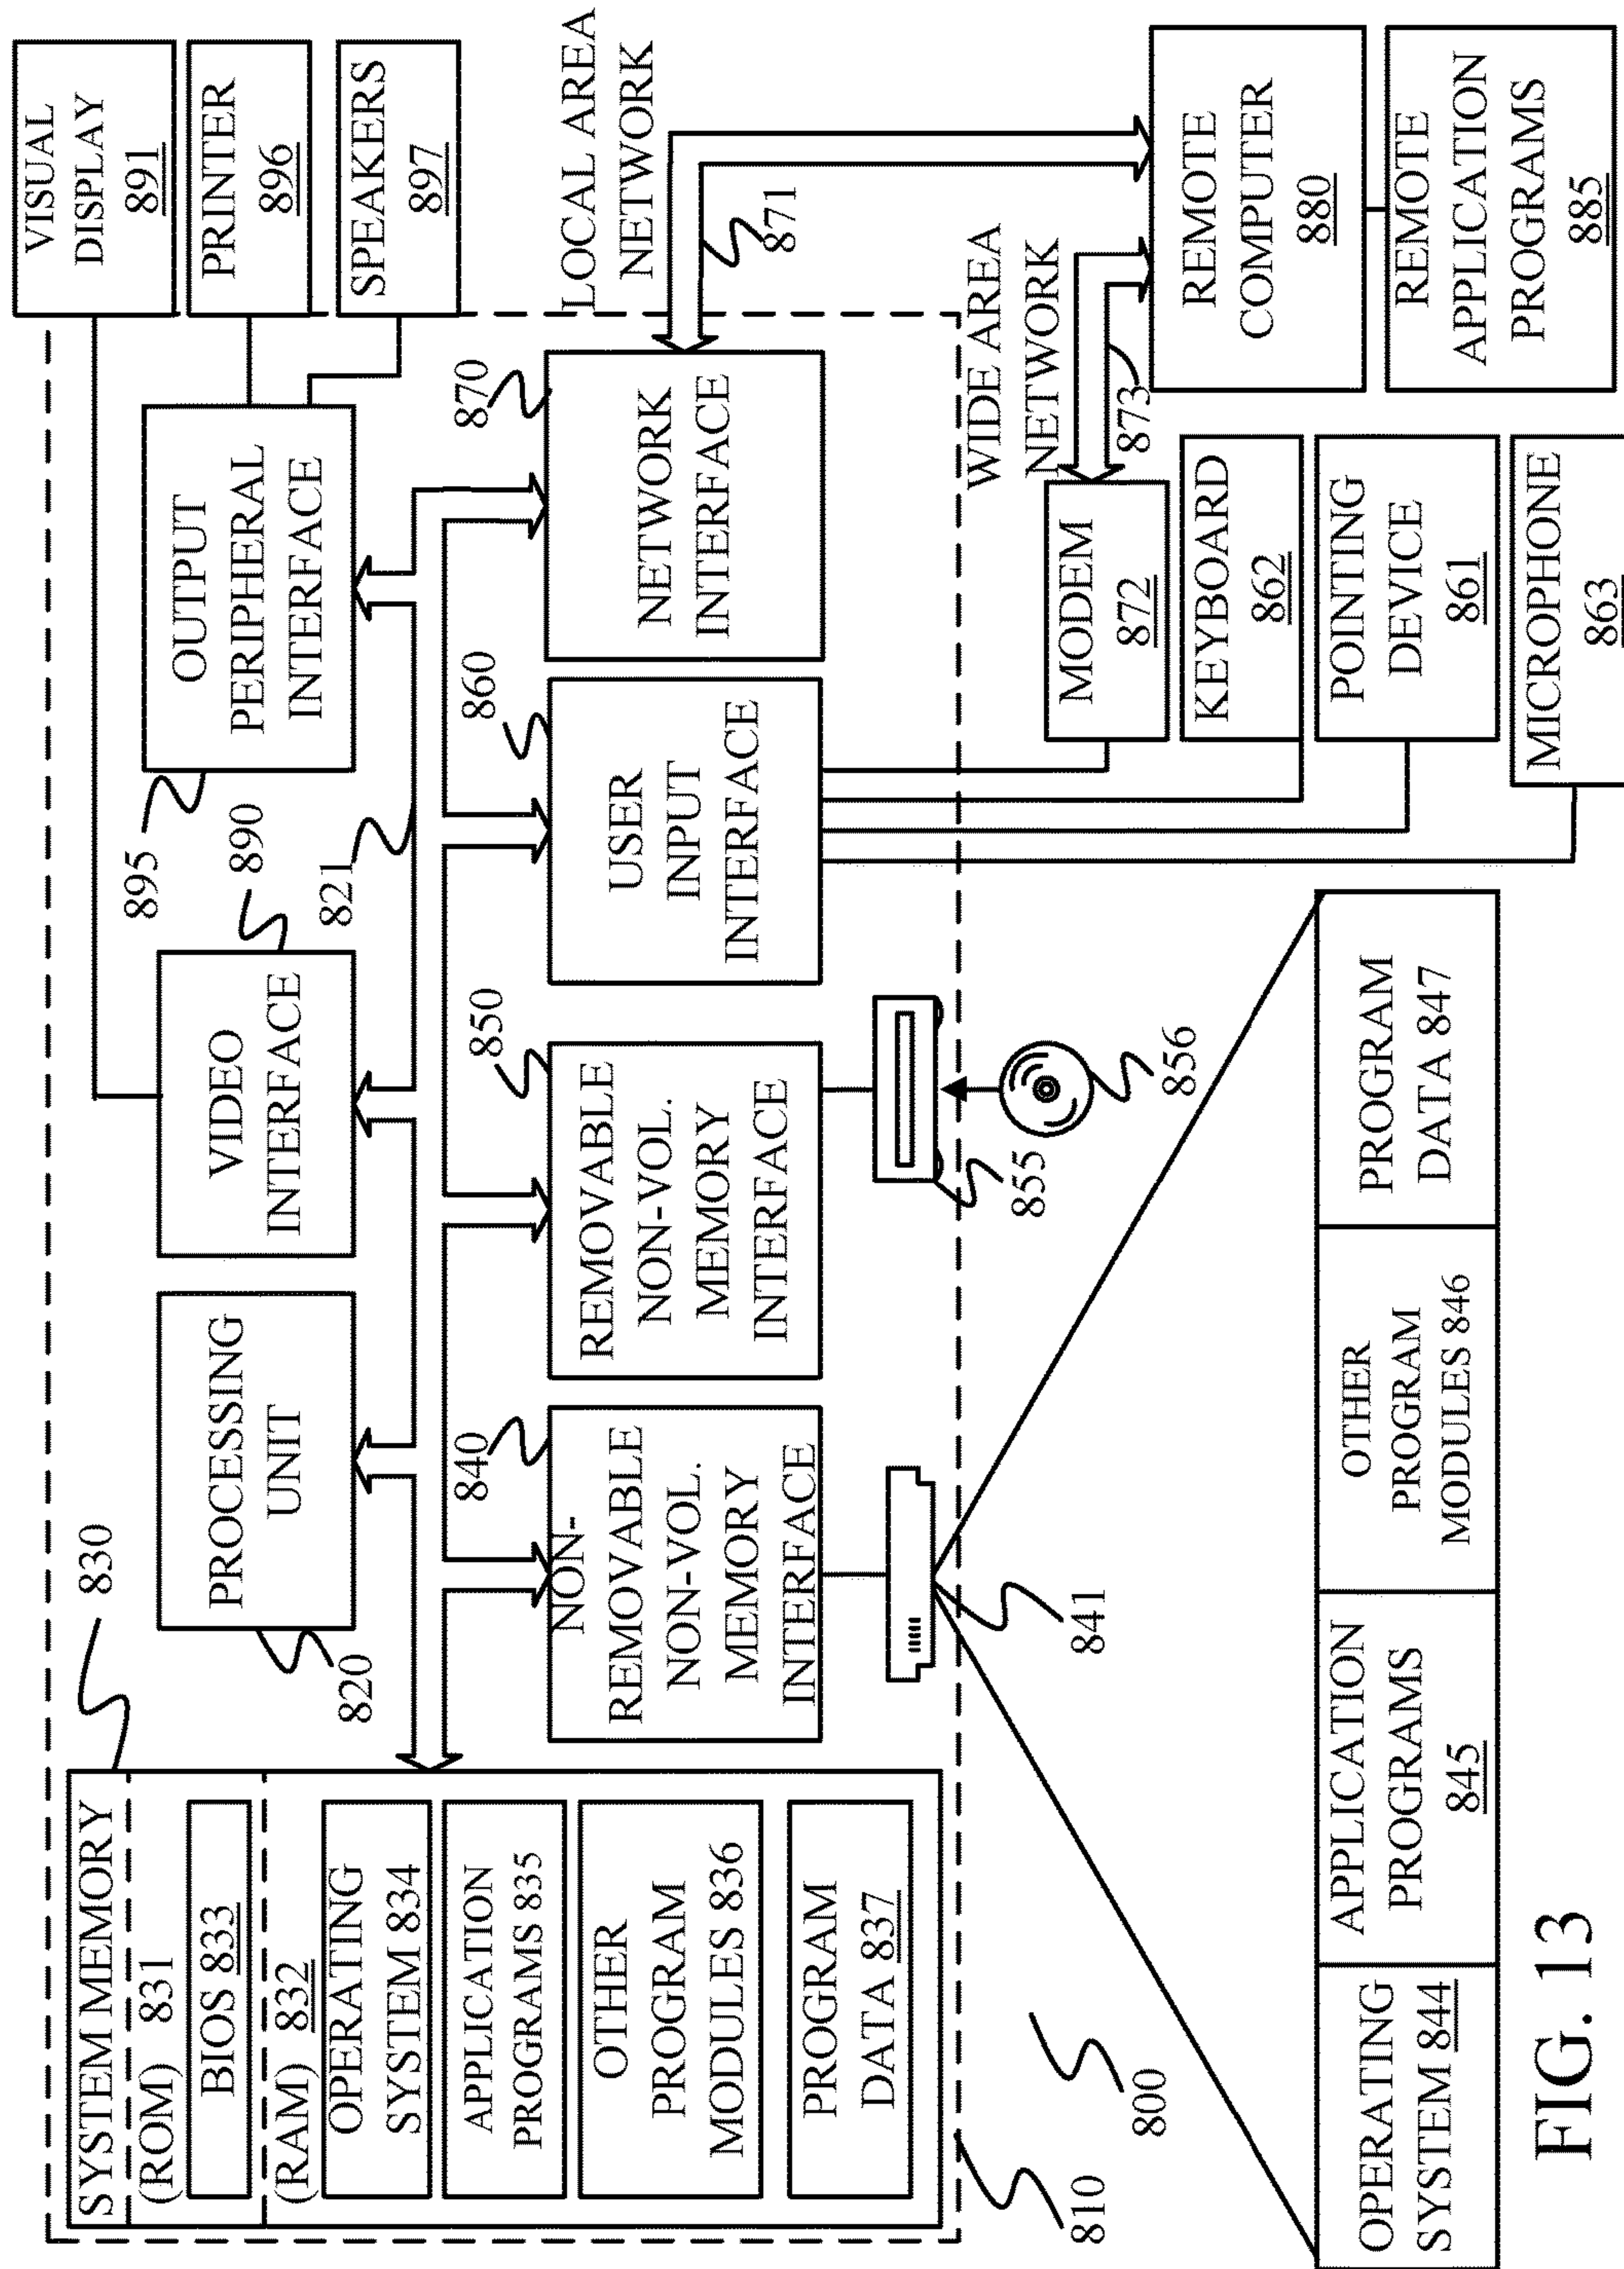 SYSTEM MEMORY
(ROM) 831
BIOS 833
(RAM) 832
OPERATING
SYSTEM 834
APPLICATION
PROGRAMS 835
OTHER
PROGRAM
MODULES 836
PROGRAM
DATA 837
830
PROCESSING
UNIT
820
VIDEO
INTERFACE
890
OUTPUT
PERIPHERAL
INTERFACE
895
821
VISUAL
DISPLAY
891
PRINTER
896
SPEAKERS
897
NON-
REMOVABLE
NON-VOL.
MEMORY
INTERFACE
840
REMOVABLE
NON-VOL.
MEMORY
INTERFACE
850
USER
INPUT
INTERFACE
860
NETWORK
INTERFACE
870
LOCAL AREA
NETWORK
871
841
855
856
810
800
WIDE AREA
NETWORK
873
MODEM
872
KEYBOARD
862
POINTING
DEVICE
861
MICROPHONE
863
REMOTE
COMPUTER
880
REMOTE
APPLICATION
PROGRAMS
885
OPERATING
SYSTEM 844
APPLICATION
PROGRAMS
845
OTHER
PROGRAM
MODULES 846
PROGRAM
DATA 847
FIG. 13